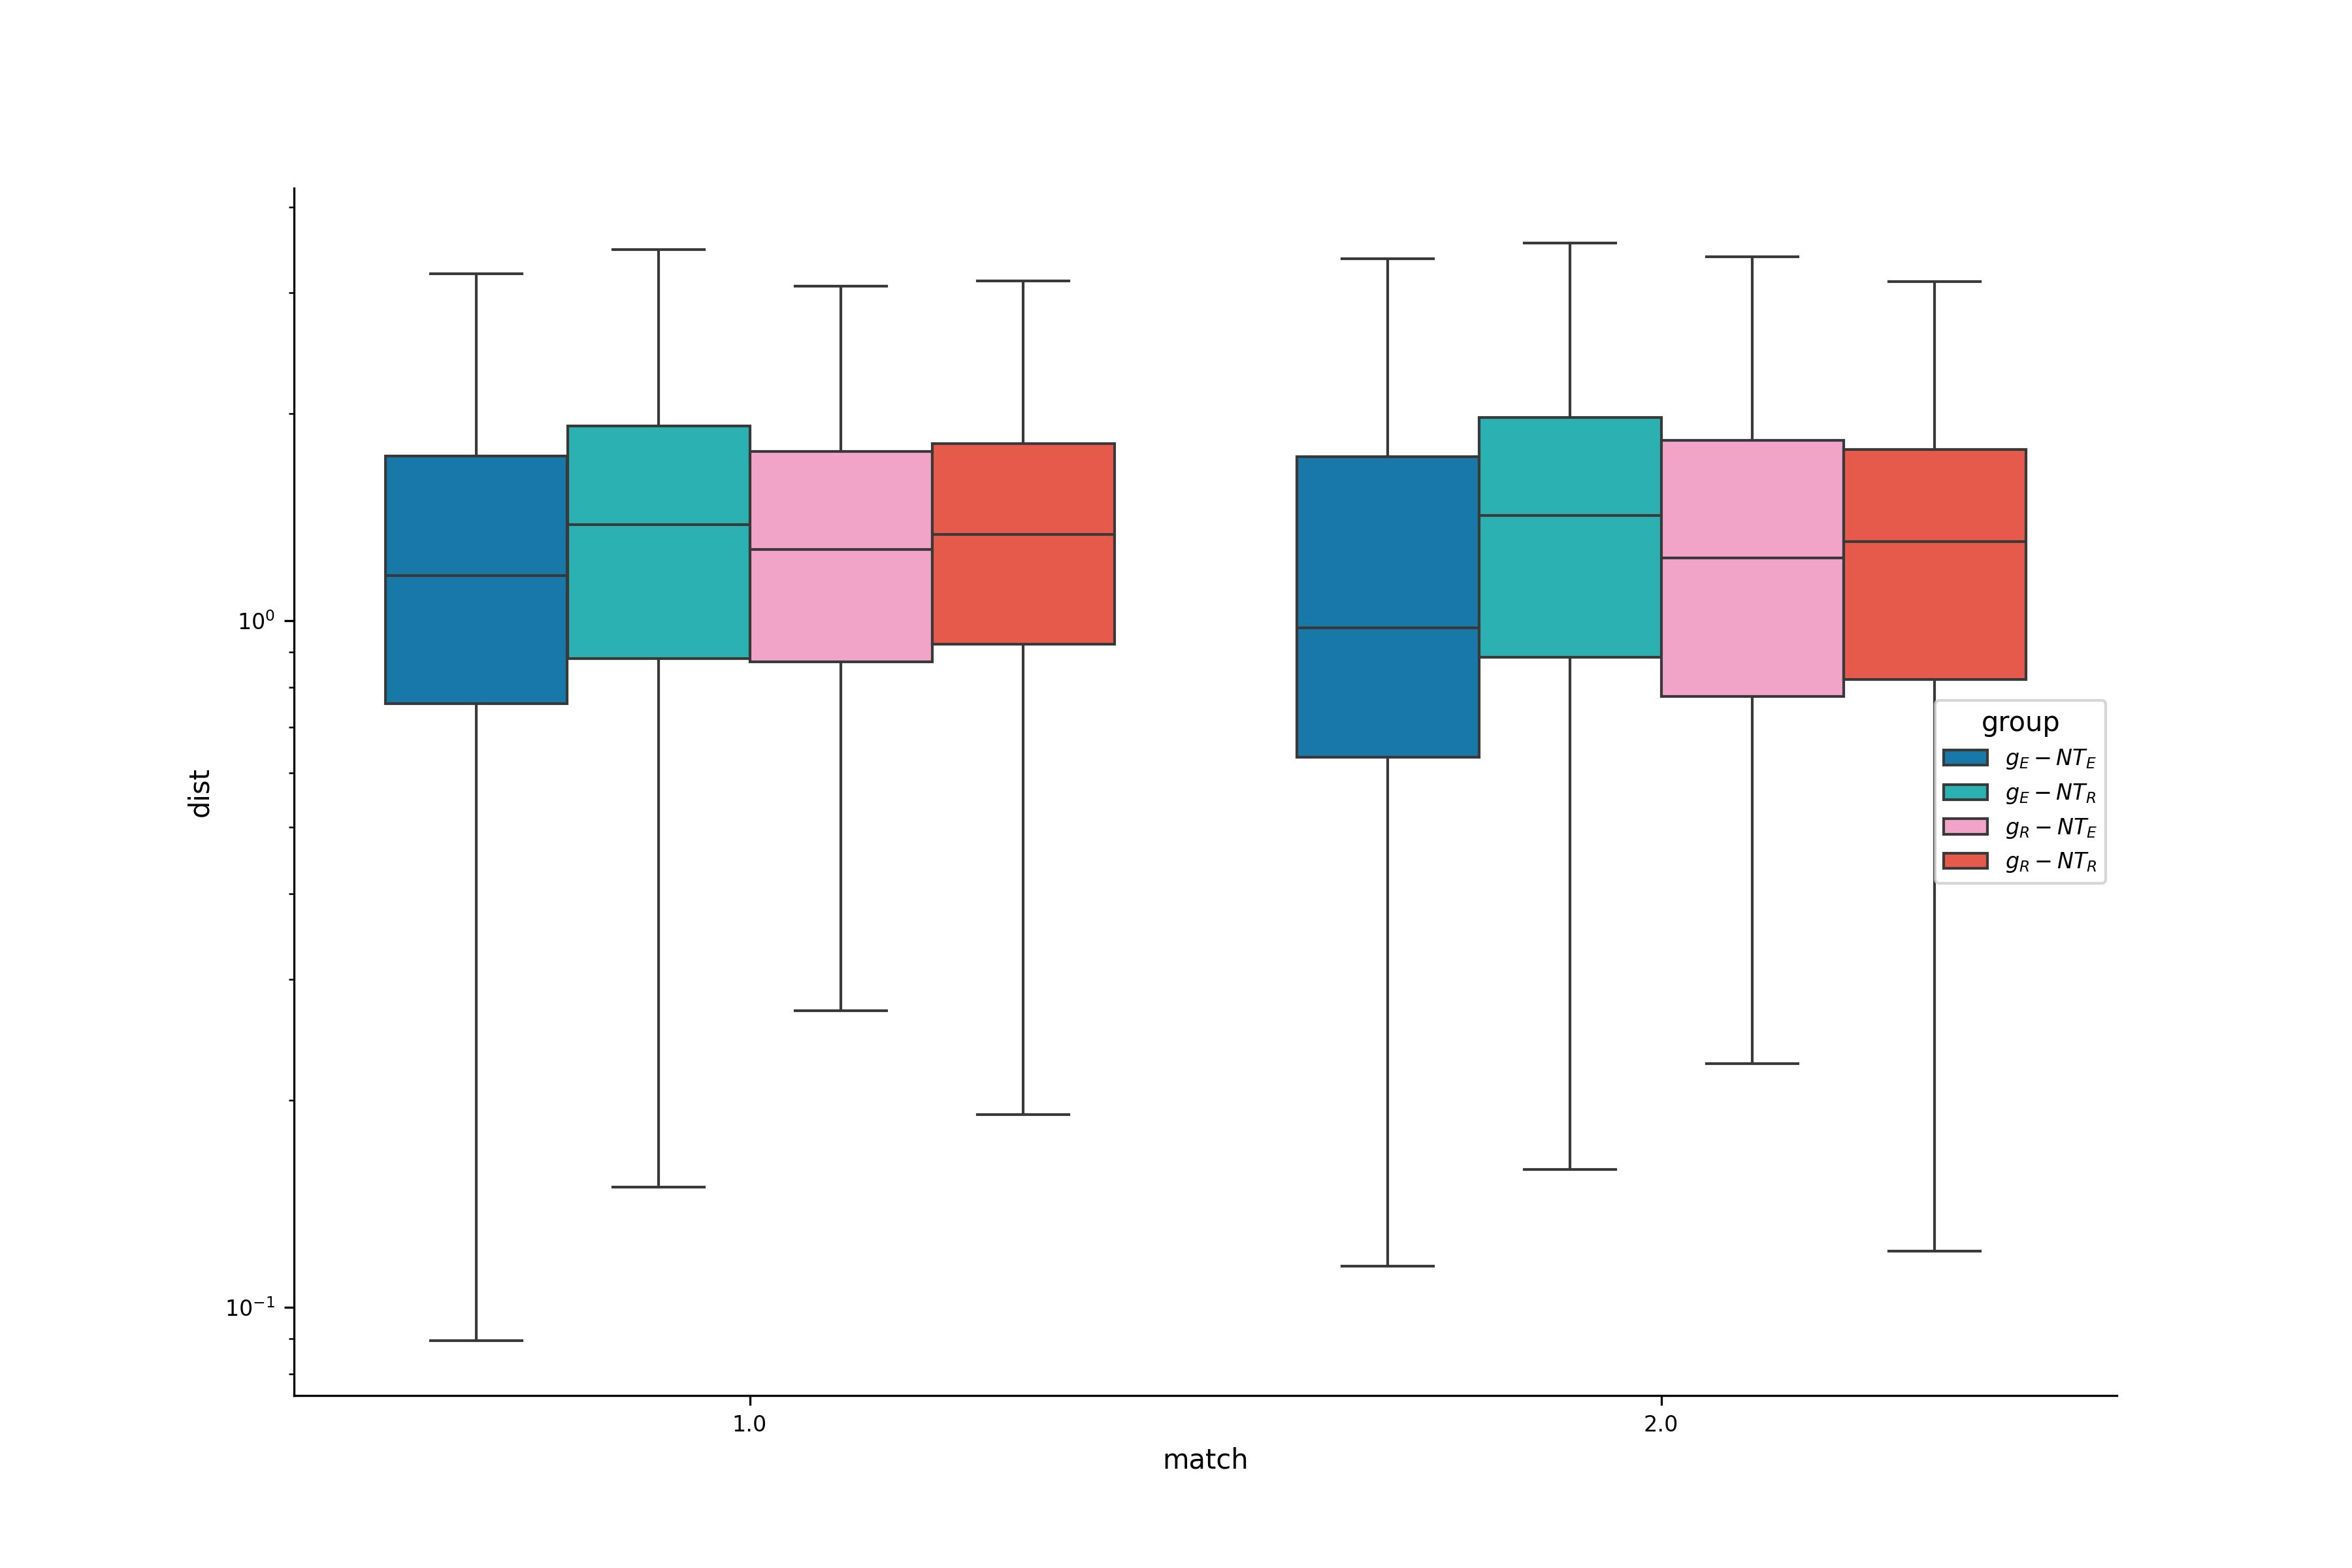 dist
10⁰
10⁻¹
1.0
2.0
match
group
g_E − NT_E
g_E − NT_R
g_R − NT_E
g_R − NT_R